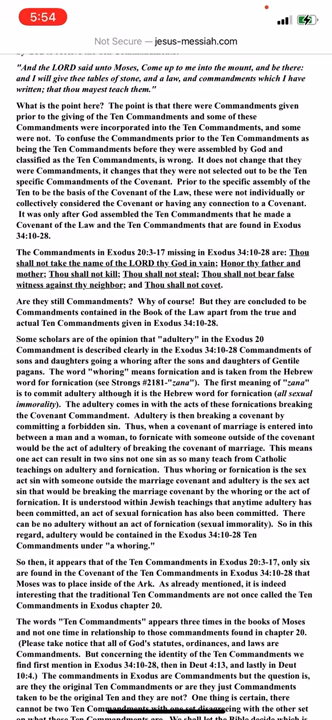 5:54
Not Secure — jesus-messiah.com
"And the LORD said unto Moses, Come up to me into the mount, and be there:
and I will give thee tables of stone, and a law, and commandments which I have
written; that thou mayest teach them."
What is the point here?  The point is that there were Commandments given
prior to the giving of the Ten Commandments and some of these
Commandments were incorporated into the Ten Commandments, and some
were not.  To confuse the Commandments prior to the Ten Commandments as
being the Ten Commandments before they were assembled by God and
classified as the Ten Commandments, is wrong.  It does not change that they
were Commandments, it changes that they were not selected out to be the Ten
specific Commandments of the Covenant.  Prior to the specific assembly of the
Ten to be the basis of the Covenant of the Law, these were not individually or
collectively considered the Covenant or having any connection to a Covenant.
It was only after God assembled the Ten Commandments that he made a
Covenant of the Law and the Ten Commandments that are found in Exodus
34:10-28.
The Commandments in Exodus 20:3-17 missing in Exodus 34:10-28 are: Thou
shall not take the name of the LORD thy God in vain; Honor thy father and
mother; Thou shall not kill; Thou shall not steal; Thou shall not bear false
witness against thy neighbor; and Thou shall not covet.
Are they still Commandments?  Why of course!  But they are concluded to be
Commandments contained in the Book of the Law apart from the true and
actual Ten Commandments given in Exodus 34:10-28.
Some scholars are of the opinion that "adultery" in the Exodus 20
Commandment is described clearly in the Exodus 34:10-28 Commandments of
sons and daughters going a whoring after the sons and daughters of Gentile
pagans.  The word "whoring" means fornication and is taken from the Hebrew
word for fornication (see Strongs #2181-"zana").  The first meaning of "zana"
is to commit adultery although it is the Hebrew word for fornication (all sexual
immorality).  The adultery comes in with the acts of these fornications breaking
the Covenant Commandment.  Adultery is then breaking a covenant by
committing a forbidden sin.  Thus, when a covenant of marriage is entered into
between a man and a woman, to fornicate with someone outside of the covenant
would be the act of adultery of breaking the covenant of marriage.  This means
one act can result in two sins not one sin as so many teach from Catholic
teachings on adultery and fornication.  Thus whoring or fornication is the sex
act sin with someone outside the marriage covenant and adultery is the sex act
sin that would be breaking the marriage covenant by the whoring or the act of
fornication.  It is understood within Jewish teachings that anytime adultery has
been committed, an act of sexual fornication has also been committed.  There
can be no adultery without an act of fornication (sexual immorality).  So in this
regard, adultery would be contained in the Exodus 34:10-28 Ten
Commandments under "a whoring."
So then, it appears that of the Ten Commandments in Exodus 20:3-17, only six
are found in the Covenant of the Ten Commandments in Exodus 34:10-28 that
Moses was to place inside of the Ark.  As already mentioned, it is indeed
interesting that the traditional Ten Commandments are not once called the Ten
Commandments in Exodus chapter 20.
The words "Ten Commandments" appears three times in the books of Moses
and not one time in relationship to those commandments found in chapter 20.
(Please take notice that all of God's statutes, ordinances, and laws are
Commandments.  But concerning the identity of the Ten Commandments we
find first mention in Exodus 34:10-28, then in Deut 4:13, and lastly in Deut
10:4.)  The commandments in Exodus are Commandments but the question is,
are they the original Ten Commandments or are they just Commandments
taken to be the original Ten and they are not?  One thing is certain, there
cannot be two Ten Commandments with one set disagreeing with the other set